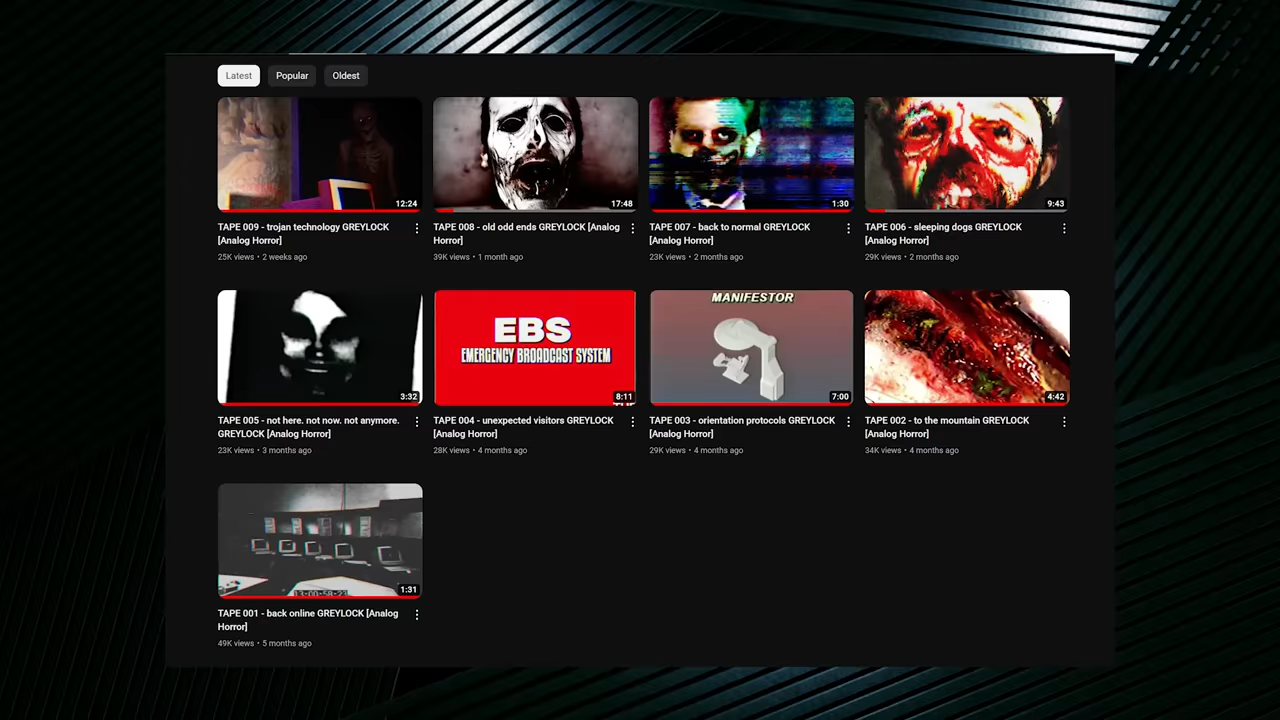 Latest
Popular
Oldest
12:24
17:48
1:30
9:43
TAPE 009 - trojan technology GREYLOCK
[Analog Horror]
25K views • 2 weeks ago
TAPE 008 - old odd ends GREYLOCK [Analog
Horror]
39K views • 1 month ago
TAPE 007 - back to normal GREYLOCK
[Analog Horror]
23K views • 2 months ago
TAPE 006 - sleeping dogs GREYLOCK
[Analog Horror]
29K views • 2 months ago
3:32
EBS
EMERGENCY BROADCAST SYSTEM
8:11
MANIFESTOR
7:00
4:42
TAPE 005 - not here. not now. not anymore.
GREYLOCK [Analog Horror]
23K views • 3 months ago
TAPE 004 - unexpected visitors GREYLOCK
[Analog Horror]
28K views • 4 months ago
TAPE 003 - orientation protocols GREYLOCK
[Analog Horror]
29K views • 4 months ago
TAPE 002 - to the mountain GREYLOCK
[Analog Horror]
34K views • 4 months ago
1:31
TAPE 001 - back online GREYLOCK [Analog
Horror]
49K views • 5 months ago